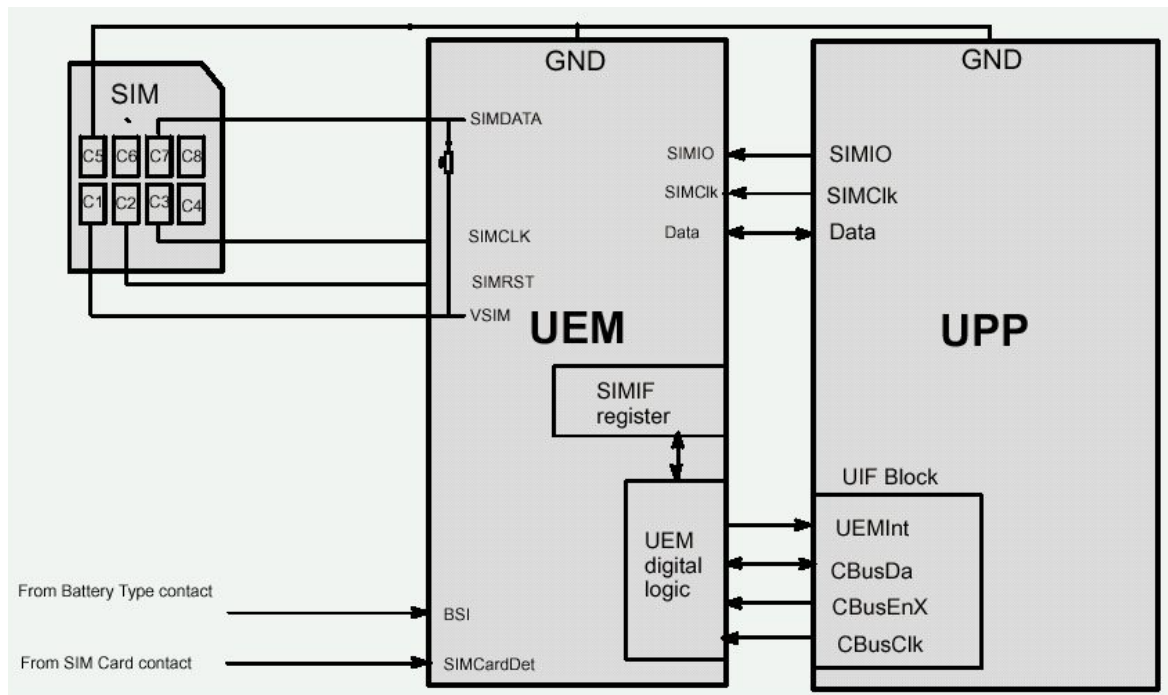 GND
GND
SIM
SIMDATA
C5 C6 C7 C8
SIMIO
SIMIO
C1 C2 C3 C4
SIMClk
SIMClk
SIMCLK
Data
Data
SIMRST
VSIM
UEM
UPP
SIMIF
register
UIF Block
UEM
digital
logic
UEMInt
CBusDa
CBusEnX
CBusClk
From Battery Type contact
BSI
From SIM Card contact
SIMCardDet